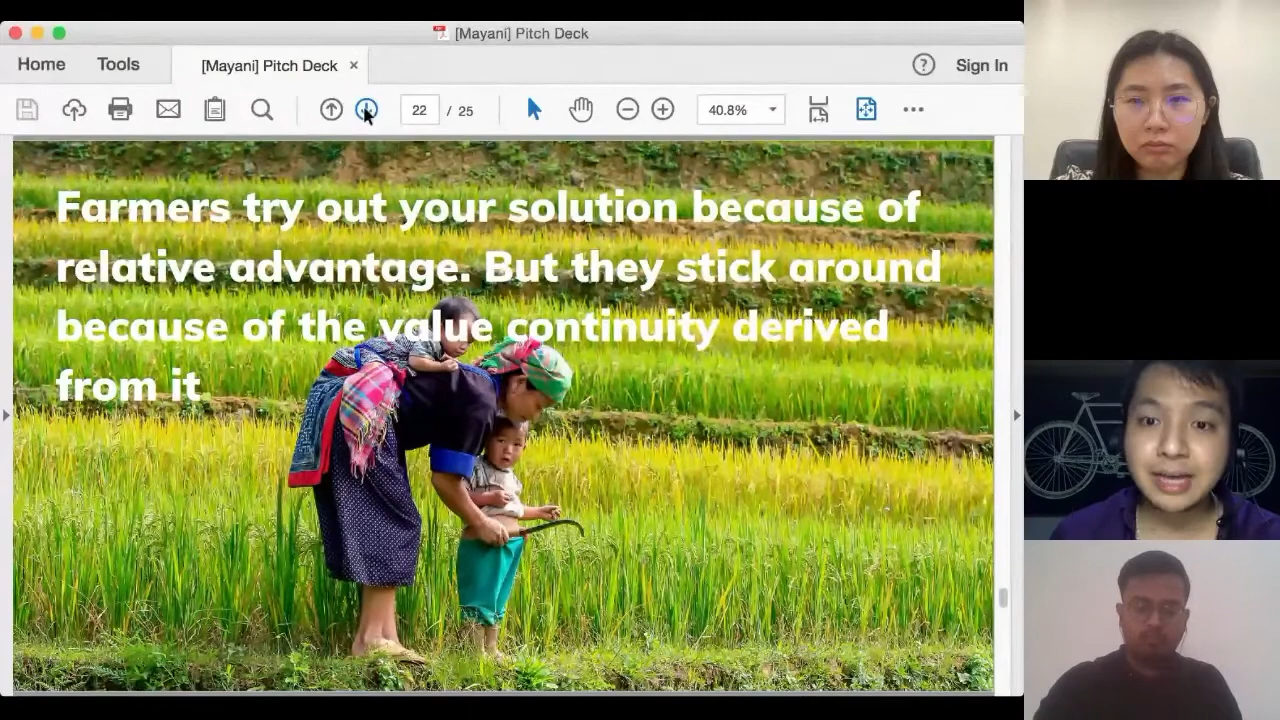 [Mayani] Pitch Deck
Home
Tools
[Mayani] Pitch Deck ×
? Sign In
22 / 25
40.8%
Farmers try out your solution because of
relative advantage. But they stick around
because of the value continuity derived
from it